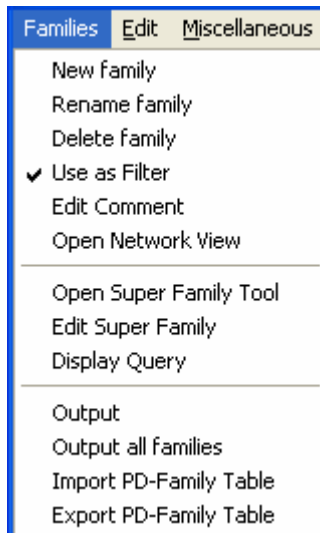 Families Edit Miscellaneous
New family
Rename family
Delete family
Use as Filter
Edit Comment
Open Network View
Open Super Family Tool
Edit Super Family
Display Query
Output
Output all families
Import PD-Family Table
Export PD-Family Table